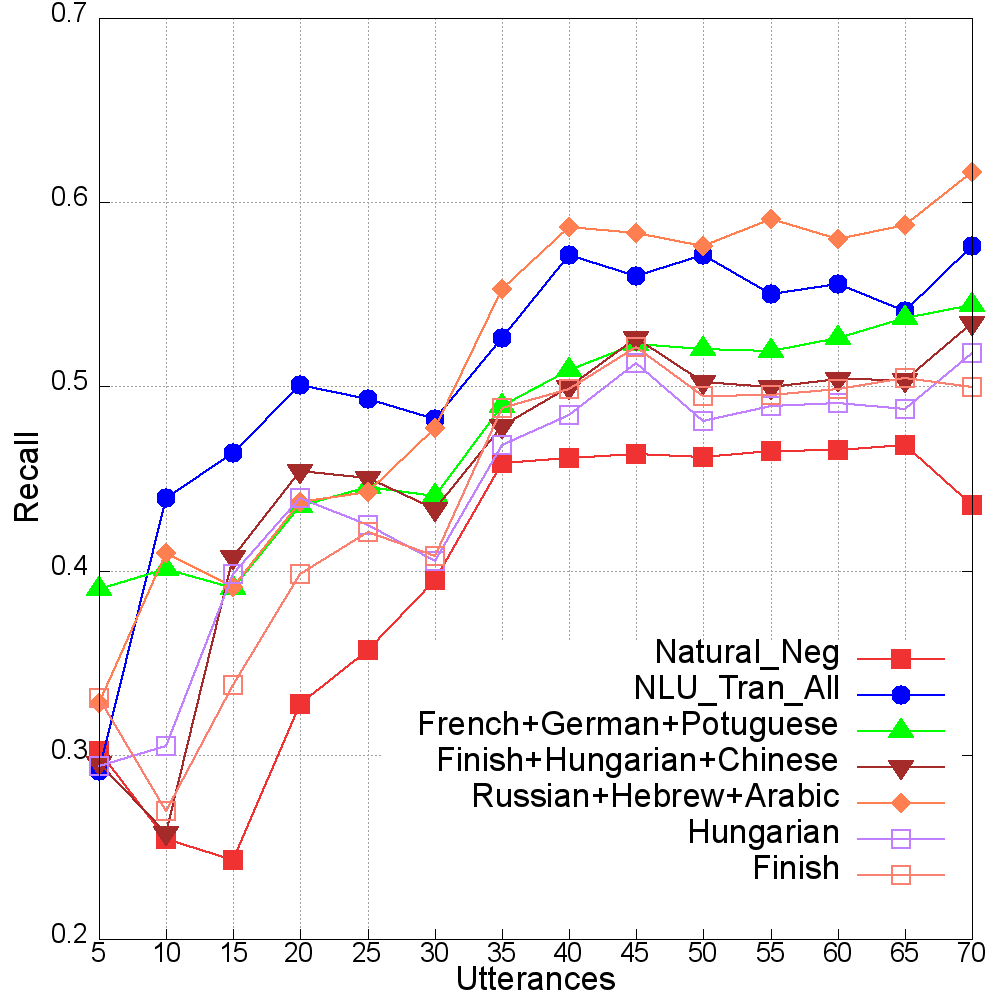 0.7
0.6
0.5
0.4
0.3
0.2
Recall
5 10 15 20 25 30 35 40 45 50 55 60 65 70
Utterances
Natural_Neg
NLU_Tran_All
French+German+Potuguese
Finish+Hungarian+Chinese
Russian+Hebrew+Arabic
Hungarian
Finish